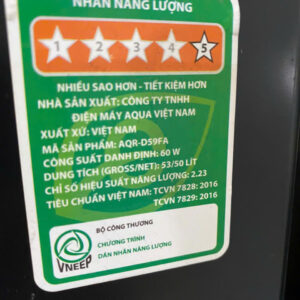 NHÃN NĂNG LƯỢNG
1 2 3 4 5
NHIỀU SAO HƠN - TIẾT KIỆM HƠN
NHÀ SẢN XUẤT: CÔNG TY TNHH
ĐIỆN MÁY AQUA VIỆT NAM
XUẤT XỨ: VIỆT NAM
MÃ SẢN PHẨM: AQR-D59FA
CÔNG SUẤT DANH ĐỊNH: 60 W
DUNG TÍCH (GROSS/NET): 53/50 LÍT
CHỈ SỐ HIỆU SUẤT NĂNG LƯỢNG: 2.23
TIÊU CHUẨN VIỆT NAM: TCVN 7828: 2016
TCVN 7829: 2016
BỘ CÔNG THƯƠNG
CHƯƠNG TRÌNH
DÁN NHÃN NĂNG LƯỢNG
VNEEP